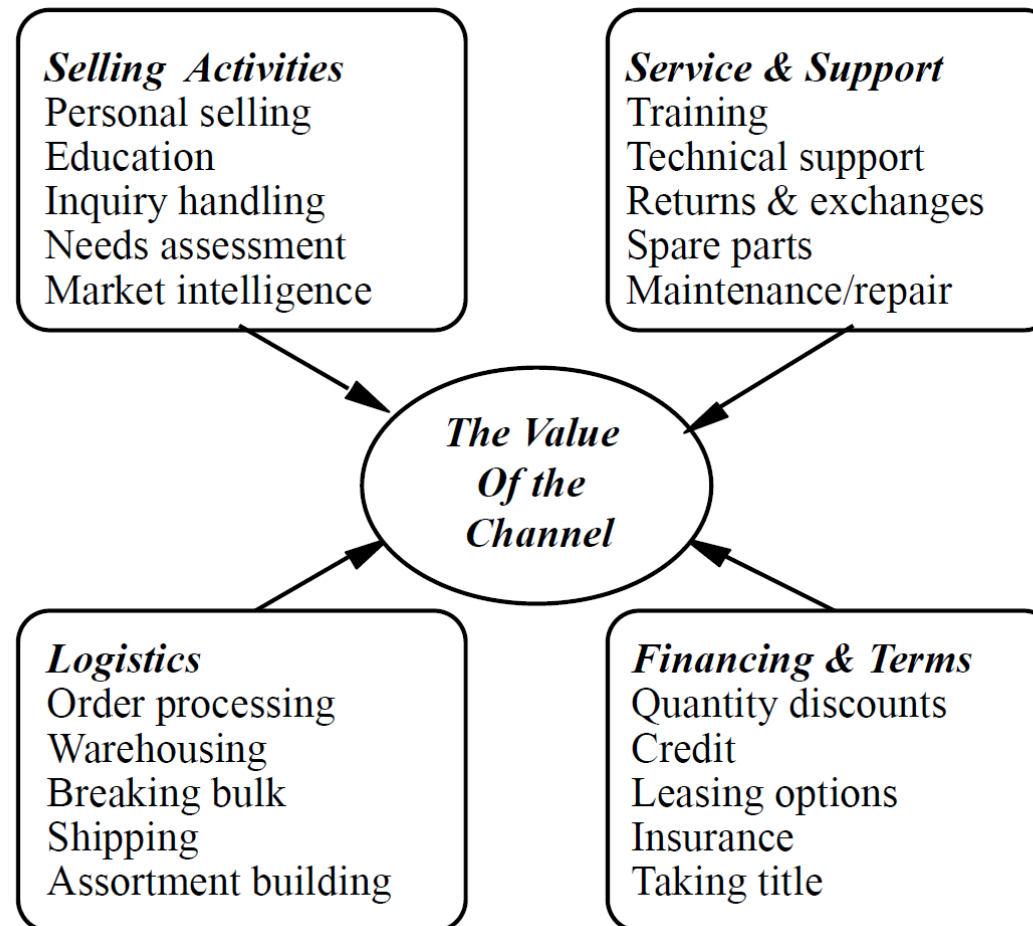 Selling Activities
Personal selling
Education
Inquiry handling
Needs assessment
Market intelligence
Service & Support
Training
Technical support
Returns & exchanges
Spare parts
Maintenance/repair
The Value
Of the
Channel
Logistics
Order processing
Warehousing
Breaking bulk
Shipping
Assortment building
Financing & Terms
Quantity discounts
Credit
Leasing options
Insurance
Taking title